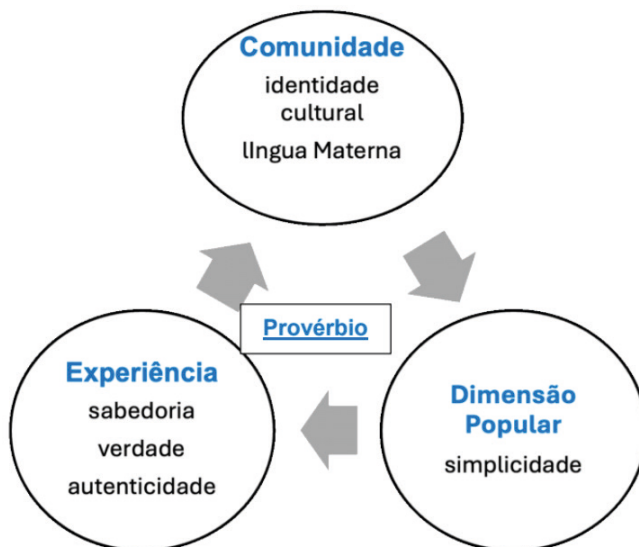 Comunidade
identidade
cultural
lIngua Materna
Provérbio
Experiência
sabedoria
verdade
autenticidade
Dimensão
Popular
simplicidade